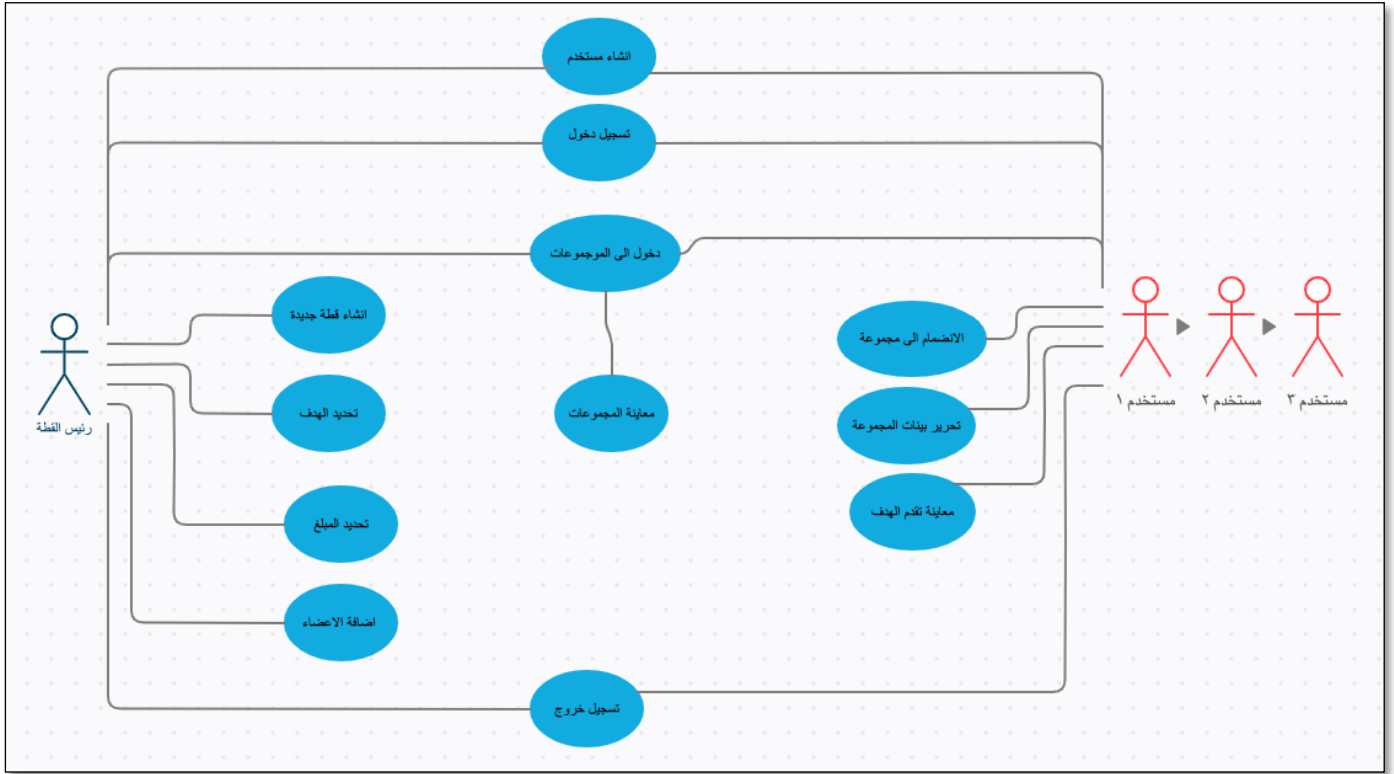 انشاء مستخدم
تسجيل دخول
دخول الى الموجموعات
انشاء قطة جديدة
الانضمام الى مجموعة
رئيس القطة
مستخدم ١
مستخدم ٢
مستخدم ٣
تحديد الهدف
معاينة المجموعات
تحرير بينات المجموعة
معاينة تقدم الهدف
تحديد المبلغ
اضافة الاعضاء
تسجيل خروج